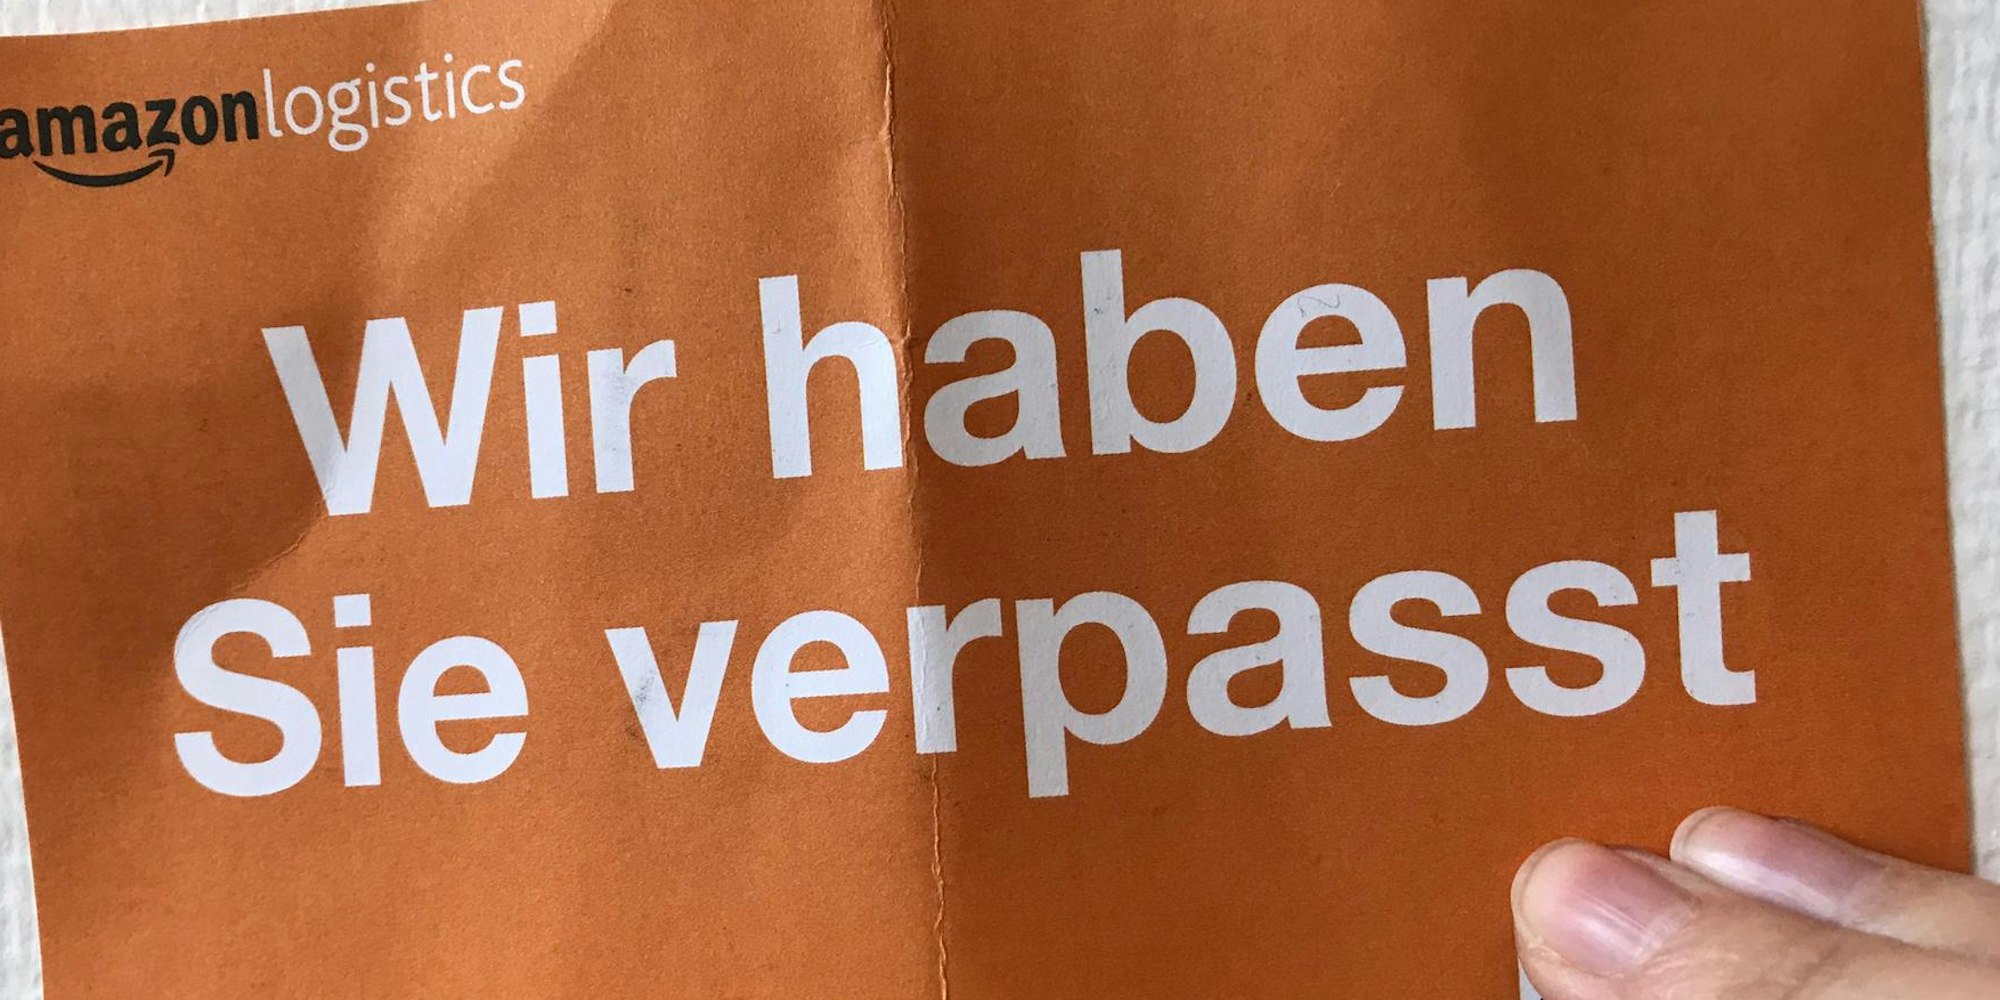 amazonlogistics
Wir haben
Sie verpasst